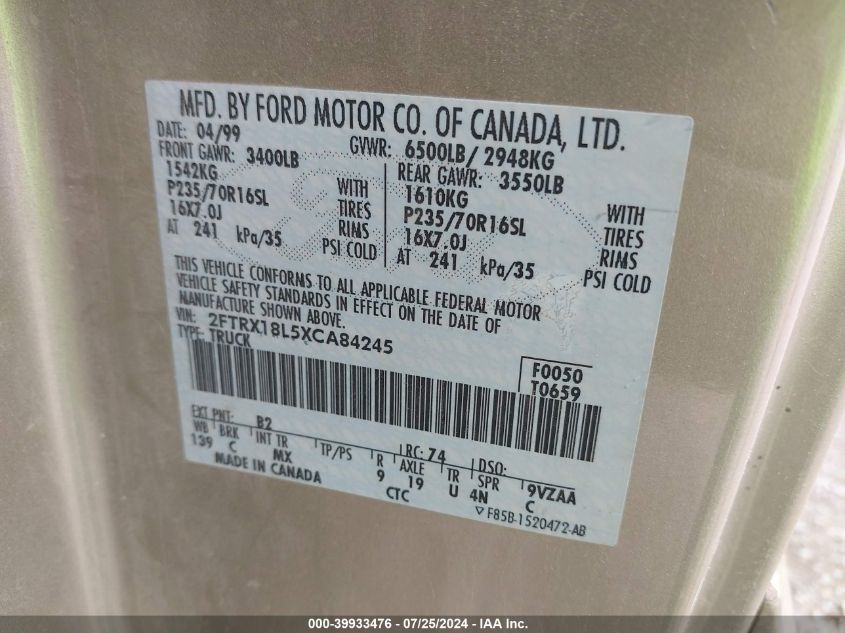 MFD. BY FORD MOTOR CO. OF CANADA, LTD.
DATE: 04/99 GVWR: 6500LB/ 2948KG
FRONT GAWR: 3400LB REAR GAWR: 3550LB
1542KG WITH 1610KG WITH
P235/70R16SL TIRES P235/70R16SL TIRES
16X7.0J RIMS 16X7.0J RIMS
AT 241 kPa/35 PSI COLD AT 241 kPa/35 PSI COLD
THIS VEHICLE CONFORMS TO ALL APPLICABLE FEDERAL MOTOR
VEHICLE SAFETY STANDARDS IN EFFECT ON THE DATE OF
MANUFACTURE SHOWN ABOVE.
VIN: 2FTRX18L5XCA84245
TYPE: TRUCK
F0050
T0659
EXT PNT: B2 RC: 74 DSO:
WB BRK INT TR TP/PS R AXLE TR SPR 9VZAA
139 C MX 9 19 U 4N C
MADE IN CANADA CTC
▽F85B-1520472-AB
000-39933476 / 07/25/2024 - IAA Inc.